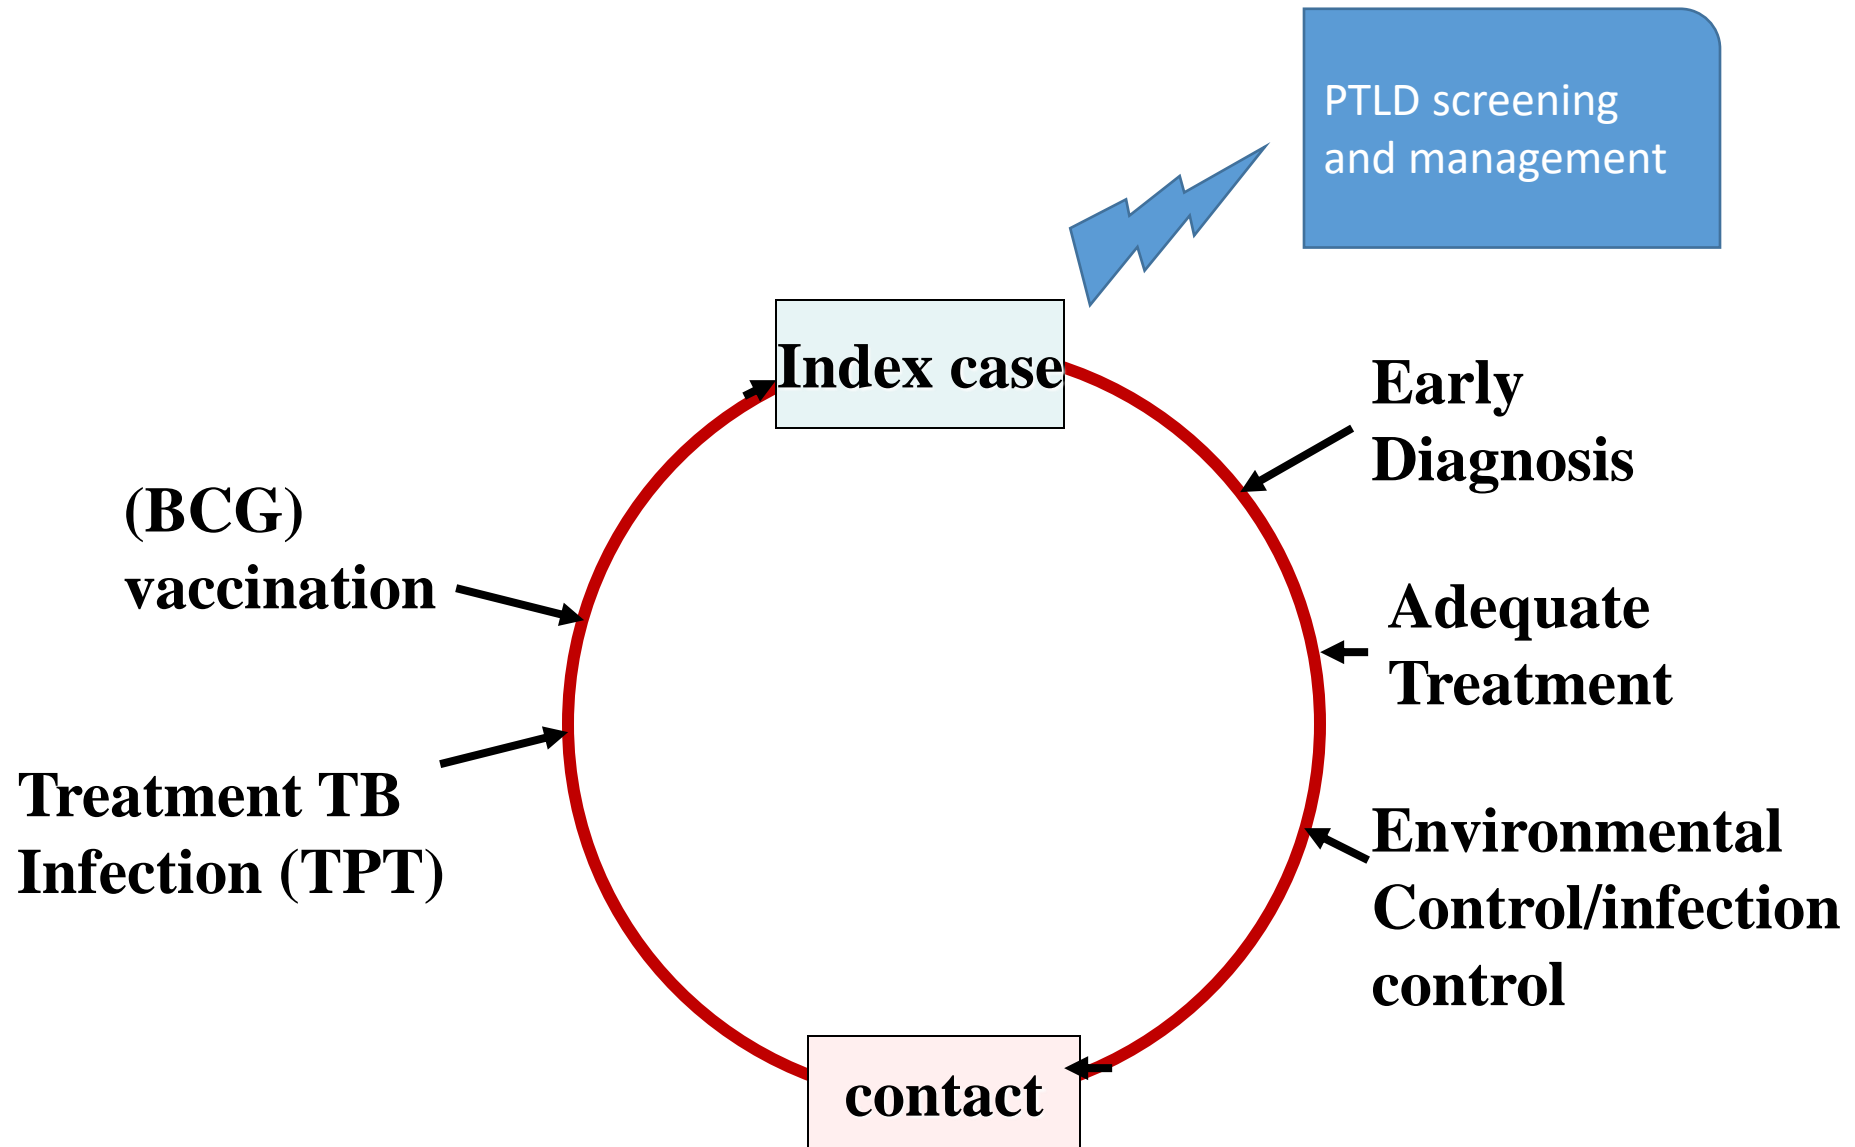 PTLD screening
and management
Index case
Early
Diagnosis
(BCG)
vaccination
Adequate
Treatment
Treatment TB
Infection (TPT)
Environmental
Control/infection
control
contact